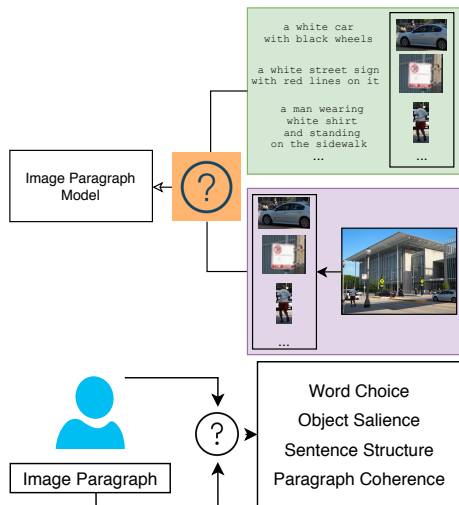 a white car
with black wheels
a white street sign
with red lines on it
a man wearing
white shirt
and standing
on the sidewalk
...
...
Image Paragraph
Model
?
...
Image Paragraph
?
Word Choice
Object Salience
Sentence Structure
Paragraph Coherence